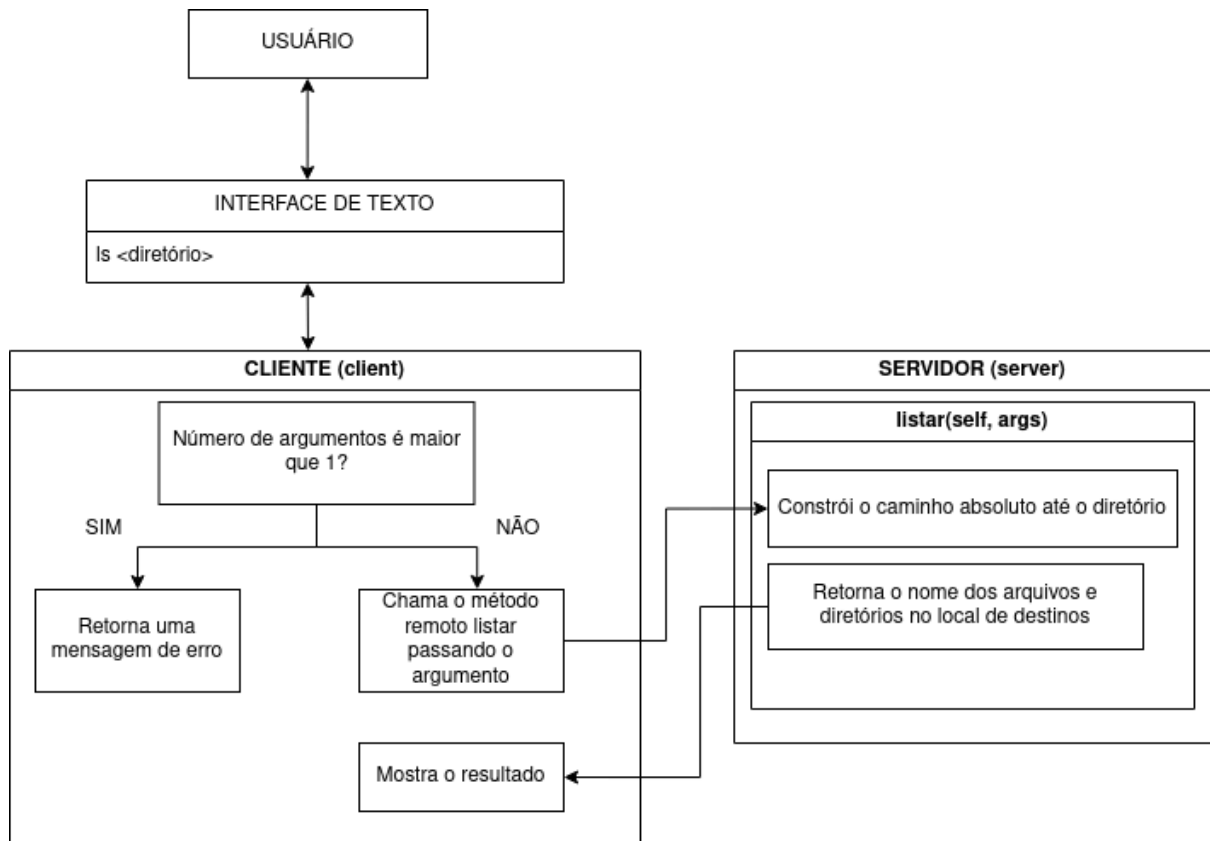 USUÁRIO
INTERFACE DE TEXTO
ls <diretório>
CLIENTE (client)
Número de argumentos é maior
que 1?
SIM
NÃO
Retorna uma
mensagem de erro
Chama o método
remoto listar
passando o
argumento
Mostra o resultado
SERVIDOR (server)
listar(self, args)
Constrói o caminho absoluto até o diretório
Retorna o nome dos arquivos e
diretórios no local de destinos